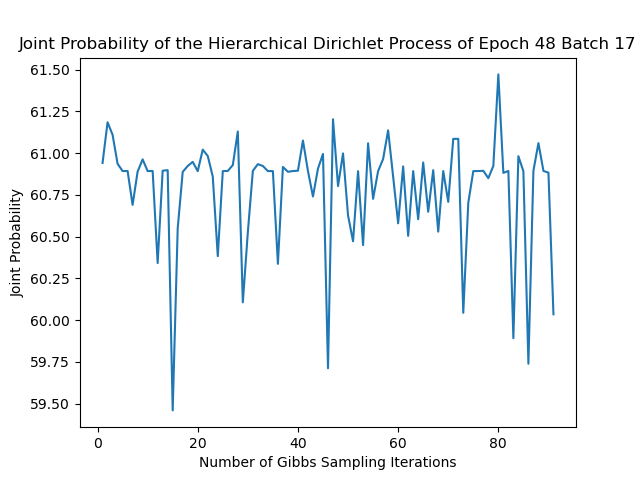 Joint Probability of the Hierarchical Dirichlet Process of Epoch 48 Batch 17
61.50
61.25
61.00
60.75
60.50
60.25
60.00
59.75
59.50
Joint Probability
0 20 40 60 80
Number of Gibbs Sampling Iterations